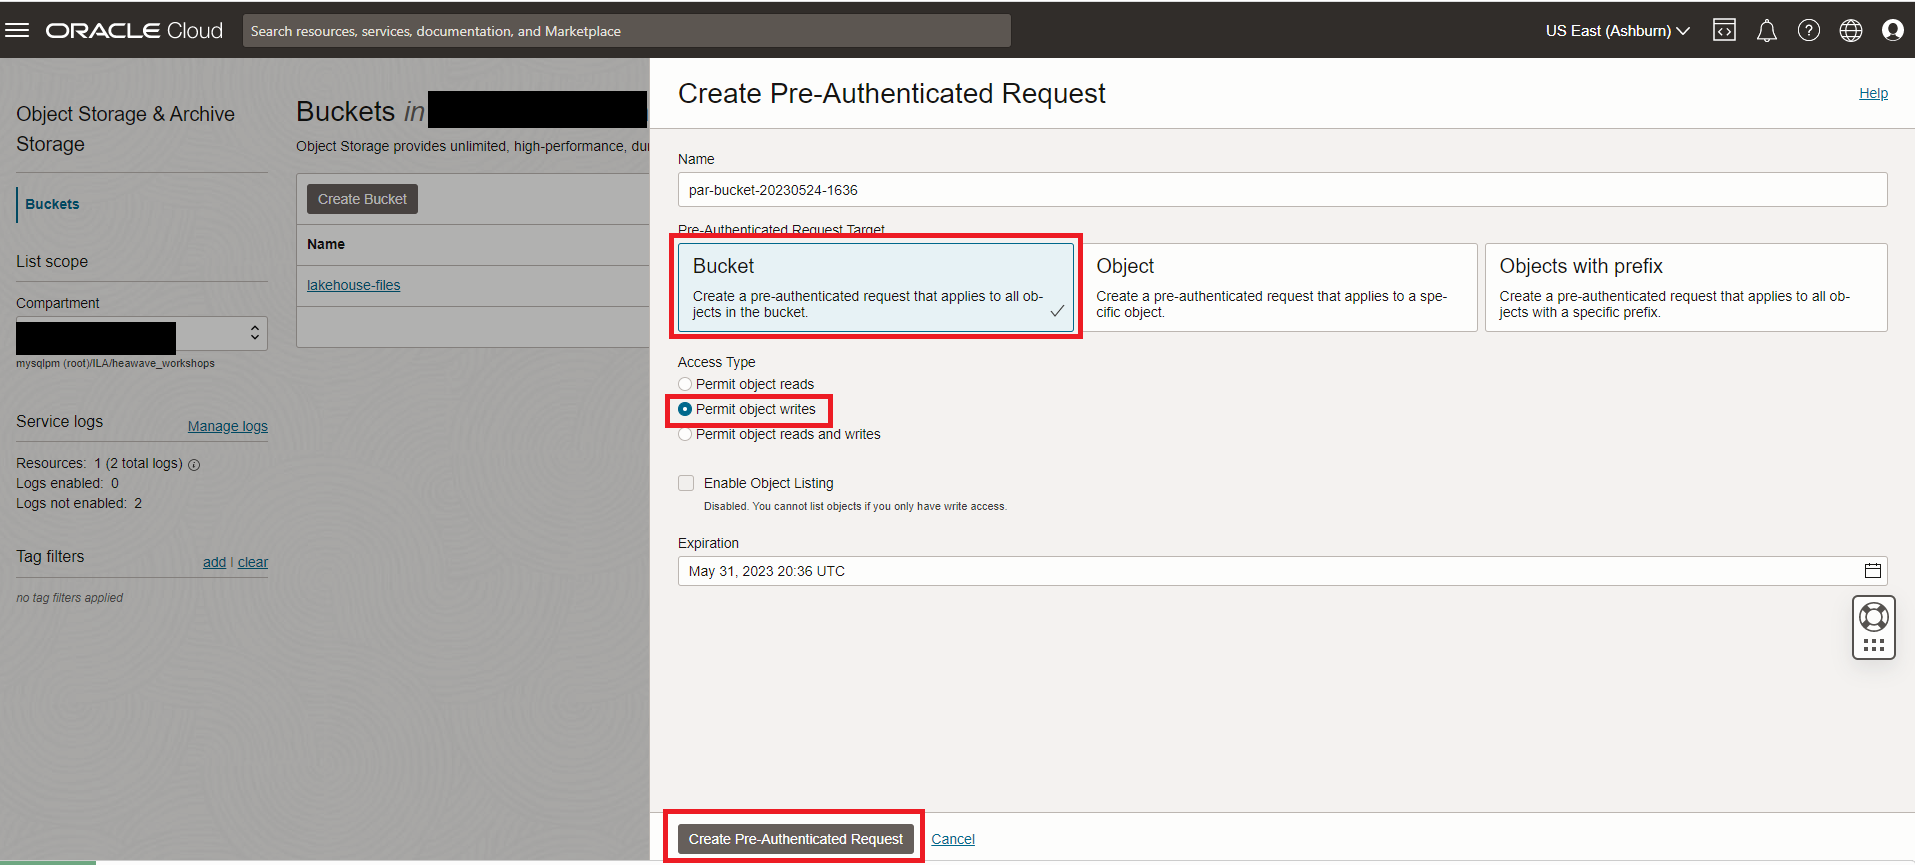 ORACLE Cloud
Search resources, services, documentation, and Marketplace
US East (Ashburn)
Object Storage & Archive
Storage
Buckets
List scope
Compartment
mysqlpm (root)/ILA/heawave_workshops
Service logs
Manage logs
Resources: 1 (2 total logs)
Logs enabled: 0
Logs not enabled: 2
Tag filters
add | clear
no tag filters applied
Buckets in
Object Storage provides unlimited, high-performance, du
Create Bucket
Name
lakehouse-files
Create Pre-Authenticated Request
Help
Name
par-bucket-20230524-1636
Pre-Authenticated Request Target
Bucket
Create a pre-authenticated request that applies to all ob-
jects in the bucket.
Object
Create a pre-authenticated request that applies to a spe-
cific object.
Objects with prefix
Create a pre-authenticated request that applies to all ob-
jects with a specific prefix.
Access Type
Permit object reads
Permit object writes
Permit object reads and writes
Enable Object Listing
Disabled. You cannot list objects if you only have write access.
Expiration
May 31, 2023 20:36 UTC
Create Pre-Authenticated Request
Cancel